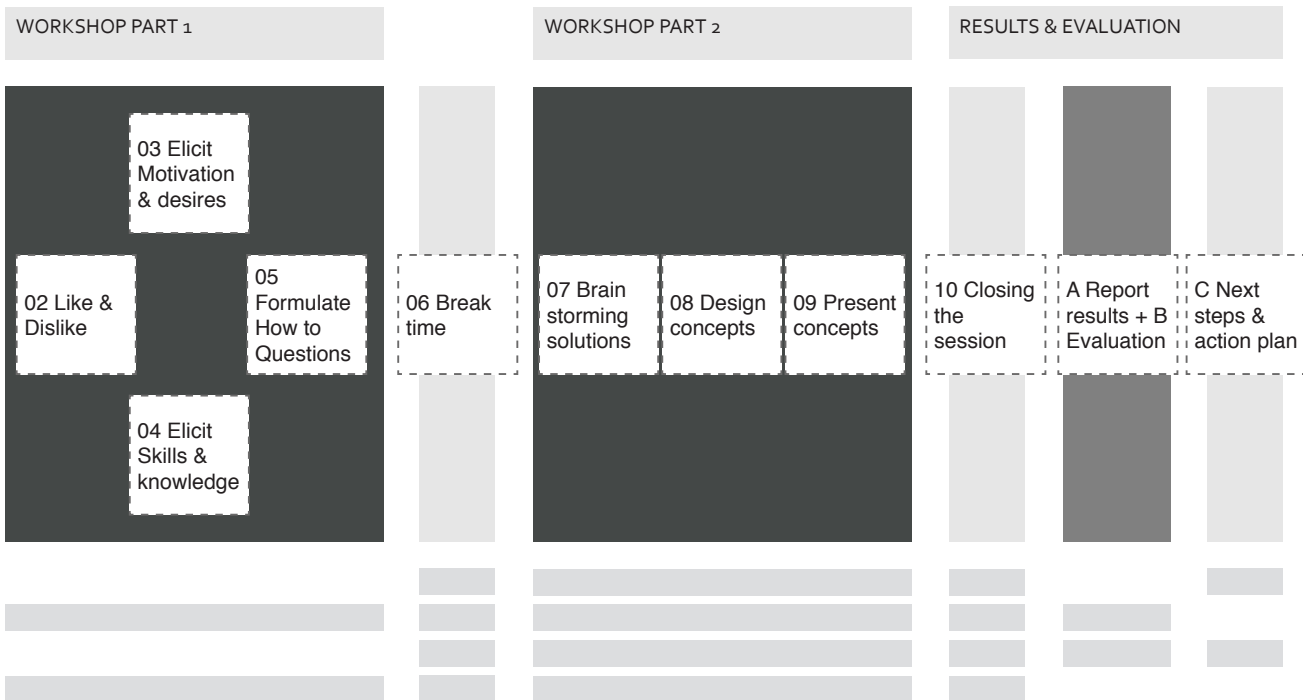 WORKSHOP PART 1
WORKSHOP PART 2
RESULTS & EVALUATION
03 Elicit
Motivation
& desires
02 Like &
Dislike
05
Formulate
How to
Questions
04 Elicit
Skills &
knowledge
06 Break
time
07 Brain
storming
solutions
08 Design
concepts
09 Present
concepts
10 Closing
the
session
A Report
results + B
Evaluation
C Next
steps &
action plan